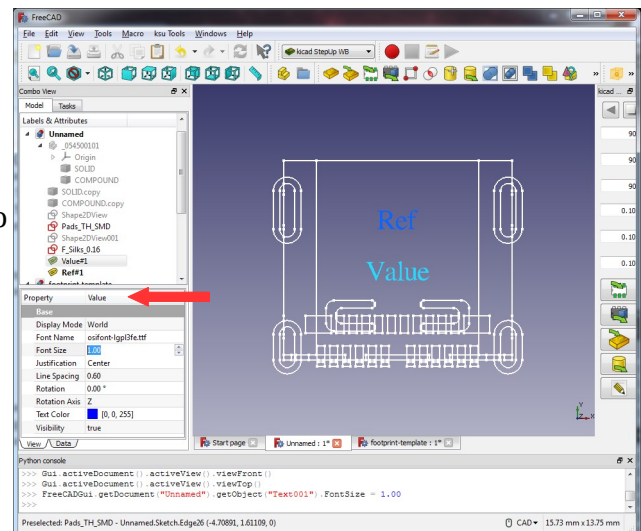 FreeCAD
File Edit View Tools Macro ksu Tools Windows Help
kicad StepUp WB
Combo View
kicad ...
Model Tasks
Labels & Attributes
Unnamed
_054500101
Origin
SOLID
COMPOUND
SOLID.copy
COMPOUND.copy
Shape2DView
Pads_TH_SMD
Shape2DView001
F_Silks_0.16
Value#1
Ref#1
footprint-template
90
90
90
0.10
0.10
0.10
Ref
Value
Property Value
Base
Display Mode World
Font Name osifont-lgpl3fe.ttf
Font Size 1.00
Justification Center
Line Spacing 0.60
Rotation 0.00 °
Rotation Axis Z
Text Color [0, 0, 255]
Visibility true
Y
Z X
View Data
Start page Unnamed : 1* footprint-template : 1*
Python console
>>> Gui.activeDocument().activeView().viewFront()
>>> Gui.activeDocument().activeView().viewTop()
>>> FreeCADGui.getDocument("Unnamed").getObject("Text001").FontSize = 1.00
>>>
Preselected: Pads_TH_SMD - Unnamed.Sketch.Edge26 (-4.70891, 1.61109, 0)
CAD 15.73 mm x 13.75 mm